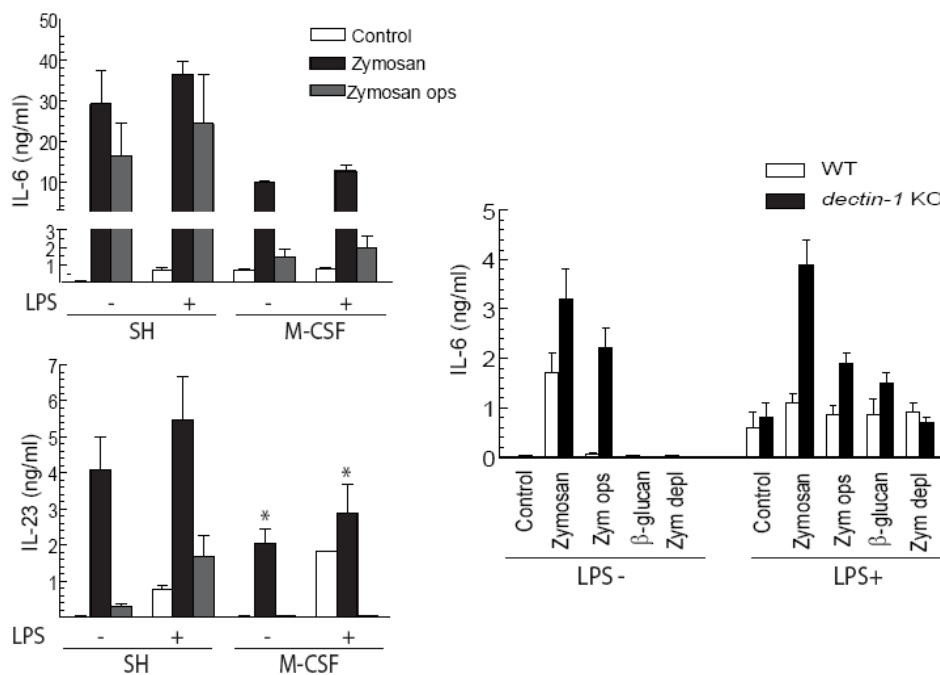 Control
Zymosan
Zymosan ops
IL-6 (ng/ml)
50
40
30
20
10
3
2
1
LPS - + - +
SH M-CSF
IL-23 (ng/ml)
7
6
5
4
3
2
1
* *
LPS - + - +
SH M-CSF
WT
dectin-1 KO
IL-6 (ng/ml)
5
4
3
2
1
0
Control Zymosan Zym ops β-glucan Zym depl Control Zymosan Zym ops β-glucan Zym depl
LPS - LPS+